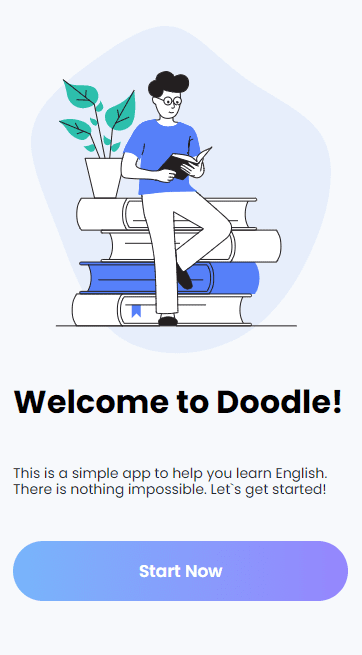 Welcome to Doodle!
This is a simple app to help you learn English.
There is nothing impossible. Let`s get started!
Start Now